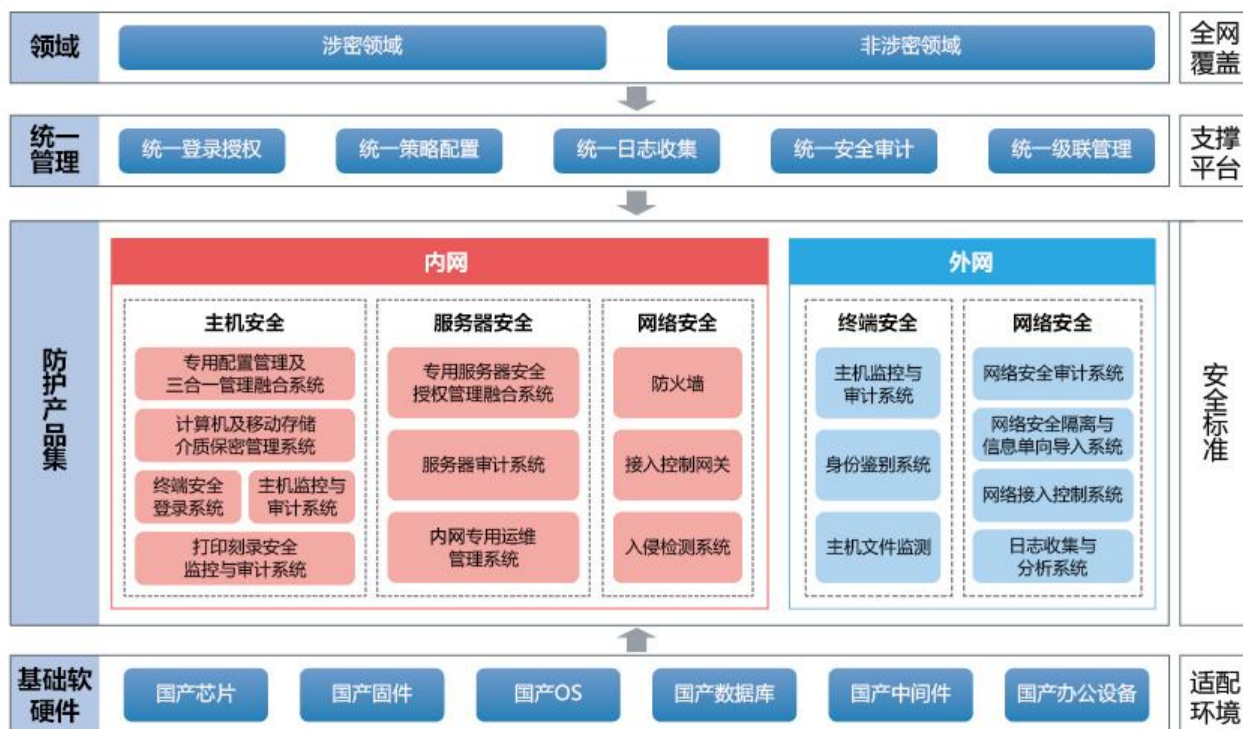 领域
涉密领域
非涉密领域
全网
覆盖
统一
管理
统一登录授权
统一策略配置
统一日志收集
统一安全审计
统一级联管理
支撑
平台
防护产品集
内网
主机安全
专用配置管理及
三合一管理融合系统
计算机及移动存储
介质保密管理系统
终端安全
登录系统
主机监控与
审计系统
打印刻录安全
监控与审计系统
服务器安全
专用服务器安全
授权管理融合系统
服务器审计系统
内网专用运维
管理系统
网络安全
防火墙
接入控制网关
入侵检测系统
外网
终端安全
主机监控与
审计系统
身份鉴别系统
主机文件监测
网络安全
网络安全审计系统
网络安全隔离与
信息单向导入系统
网络接入控制系统
日志收集与
分析系统
安全标准
基础软
硬件
国产芯片
国产固件
国产OS
国产数据库
国产中间件
国产办公设备
适配
环境